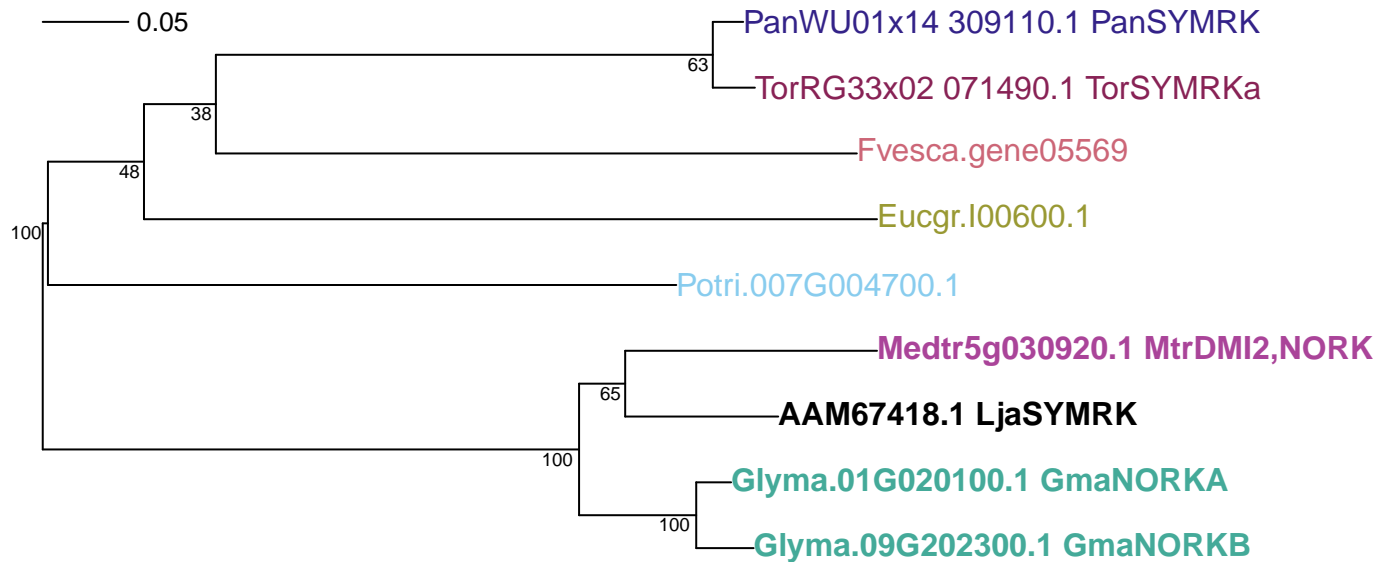 0.05
PanWU01x14 309110.1 PanSYMRK
63
TorRG33x02 071490.1 TorSYMRKa
38
Fvesca.gene05569
48
Eucgr.I00600.1
100
Potri.007G004700.1
Medtr5g030920.1 MtrDMI2,NORK
65
AAM67418.1 LjaSYMRK
100
Glyma.01G020100.1 GmaNORKA
100
Glyma.09G202300.1 GmaNORKB